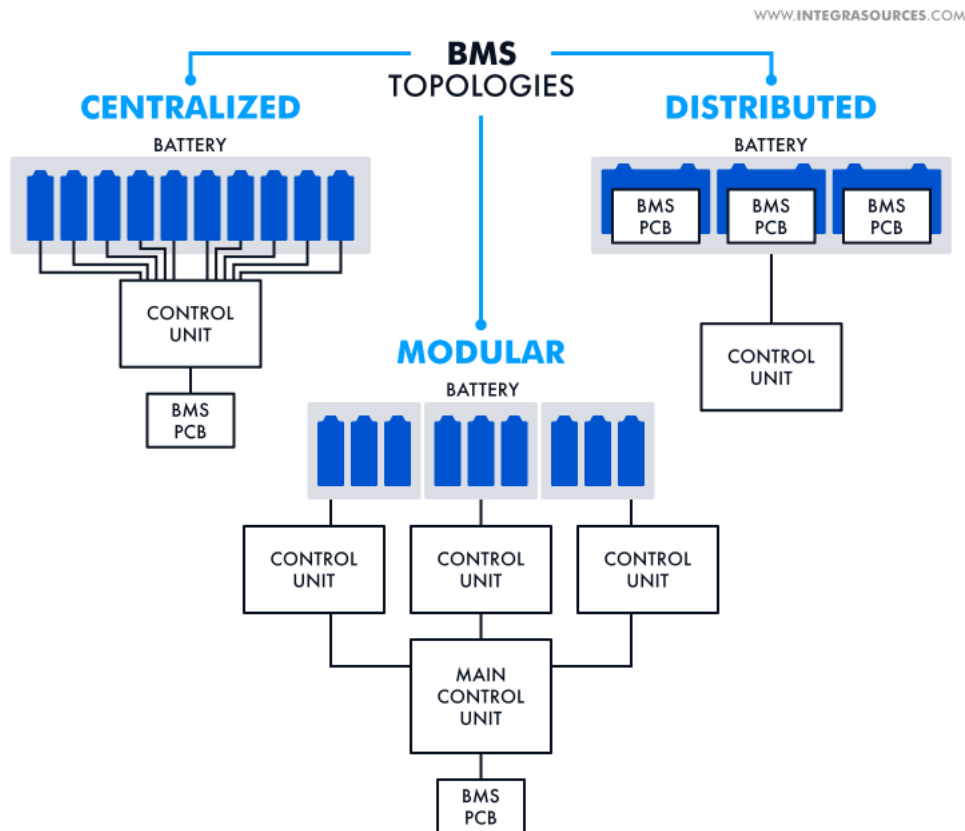 WWW.INTEGRASOURCES.COM
BMS
TOPOLOGIES
CENTRALIZED
BATTERY
CONTROL
UNIT
BMS
PCB
DISTRIBUTED
BATTERY
BMS
PCB
BMS
PCB
BMS
PCB
CONTROL
UNIT
MODULAR
BATTERY
CONTROL
UNIT
CONTROL
UNIT
CONTROL
UNIT
MAIN
CONTROL
UNIT
BMS
PCB